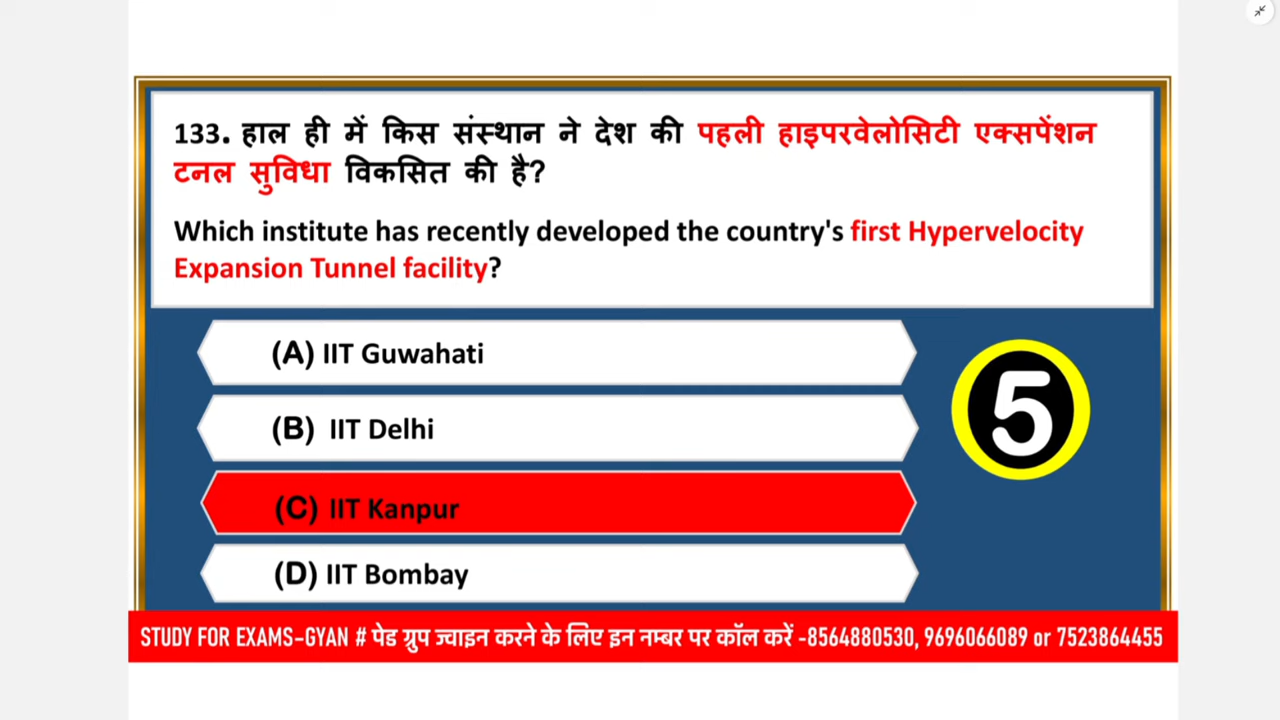 133. हाल ही में किस संस्थान ने देश की पहली हाइपरवेलोसिटी एक्सपेंशन
टनल सुविधा विकसित की है?
Which institute has recently developed the country's first Hypervelocity
Expansion Tunnel facility?
(A) IIT Guwahati
(B) IIT Delhi
5
(C) IIT Kanpur
(D) IIT Bombay
STUDY FOR EXAMS-GYAN # पेड ग्रुप ज्वाइन करने के लिए इन नम्बर पर कॉल करें -8564880530, 9696066089 or 7523864455